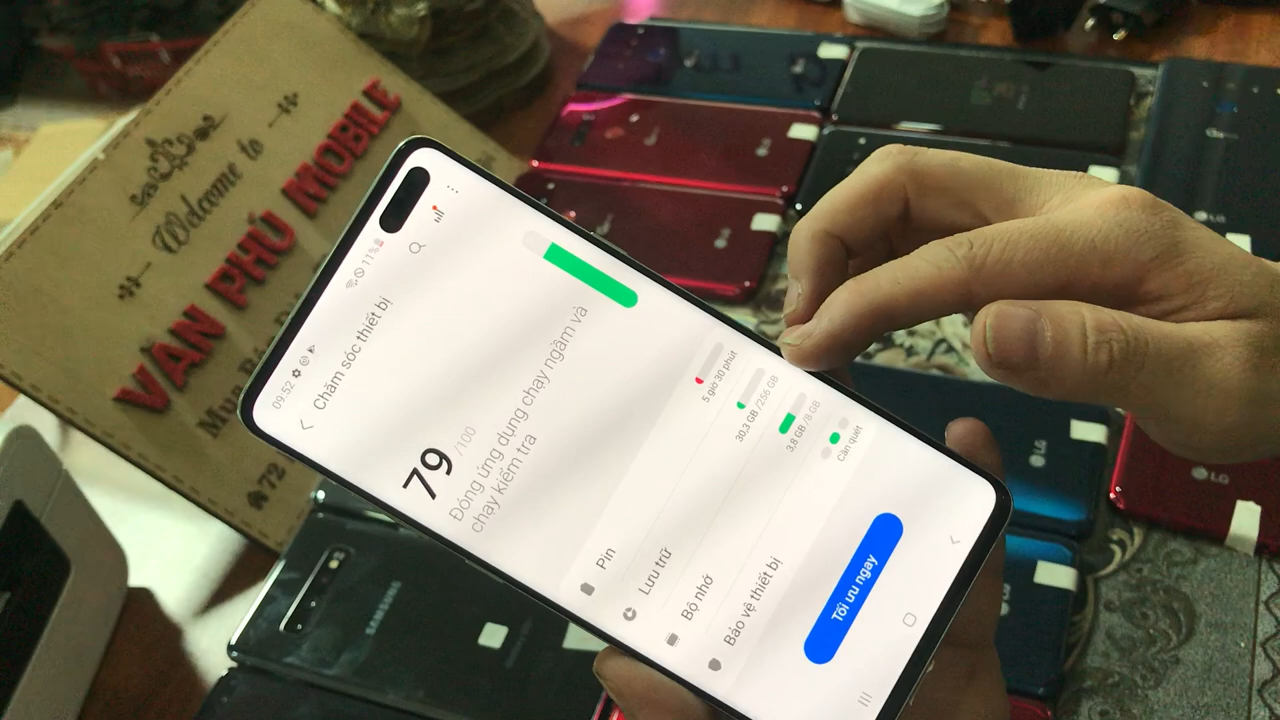 Welcome to
VĂN PHÚ MOBILE
72
09:52
11%
Chăm sóc thiết bị
79 /100
Đóng ứng dụng chạy ngầm và
chạy kiểm tra
Pin
5 giờ 30 phút
Lưu trữ
30,3 GB /256 GB
Bộ nhớ
3,8 GB /8 GB
Bảo vệ thiết bị
Cần quét
Tối ưu ngay
SAMSUNG
LG
LG
LG